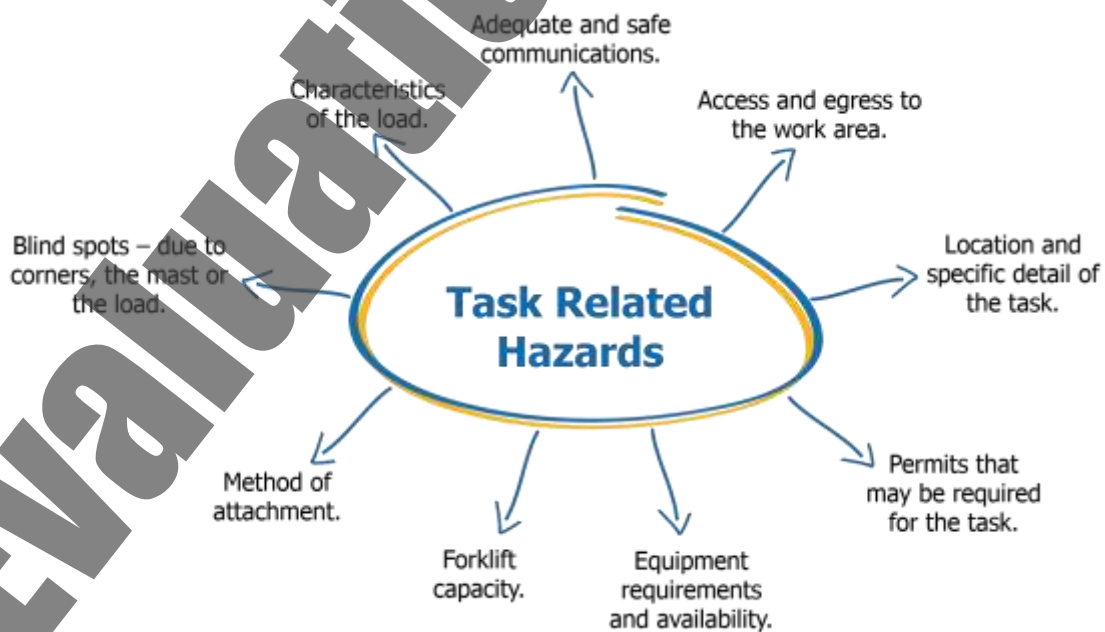 Adequate and safe
communications.
Characteristics
of the load.
Access and egress to
the work area.
Blind spots – due to
corners, the mast or
the load.
Location and
specific detail of
the task.
Task Related
Hazards
Method of
attachment.
Permits that
may be required
for the task.
Forklift
capacity.
Equipment
requirements
and availability.
Evaluati